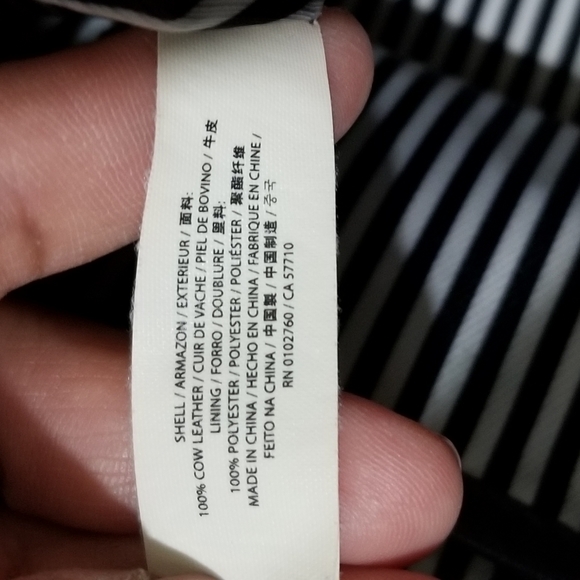 SHELL / ARMAZON / EXTERIEUR / 面料:
100% COW LEATHER / CUIR DE VACHE / PIEL DE BOVINO / 牛皮
LINING / FORRO / DOUBLURE / 里料:
100% POLYESTER / POLYESTER / POLIÉSTER / 聚酯纤维
MADE IN CHINA / HECHO EN CHINA / FABRIQUE EN CHINE /
FEITO NA CHINA / 中国製 / 中国制造 / 중국
RN 0102760 / CA 57710